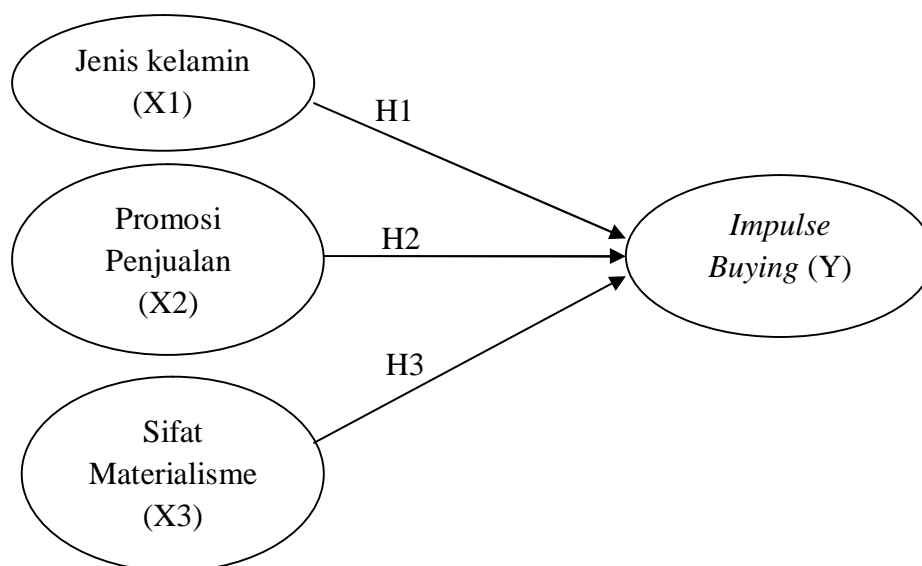 Jenis kelamin
(X1)
H1
Promosi
Penjualan
(X2)
H2
Impulse
Buying (Y)
H3
Sifat
Materialisme
(X3)